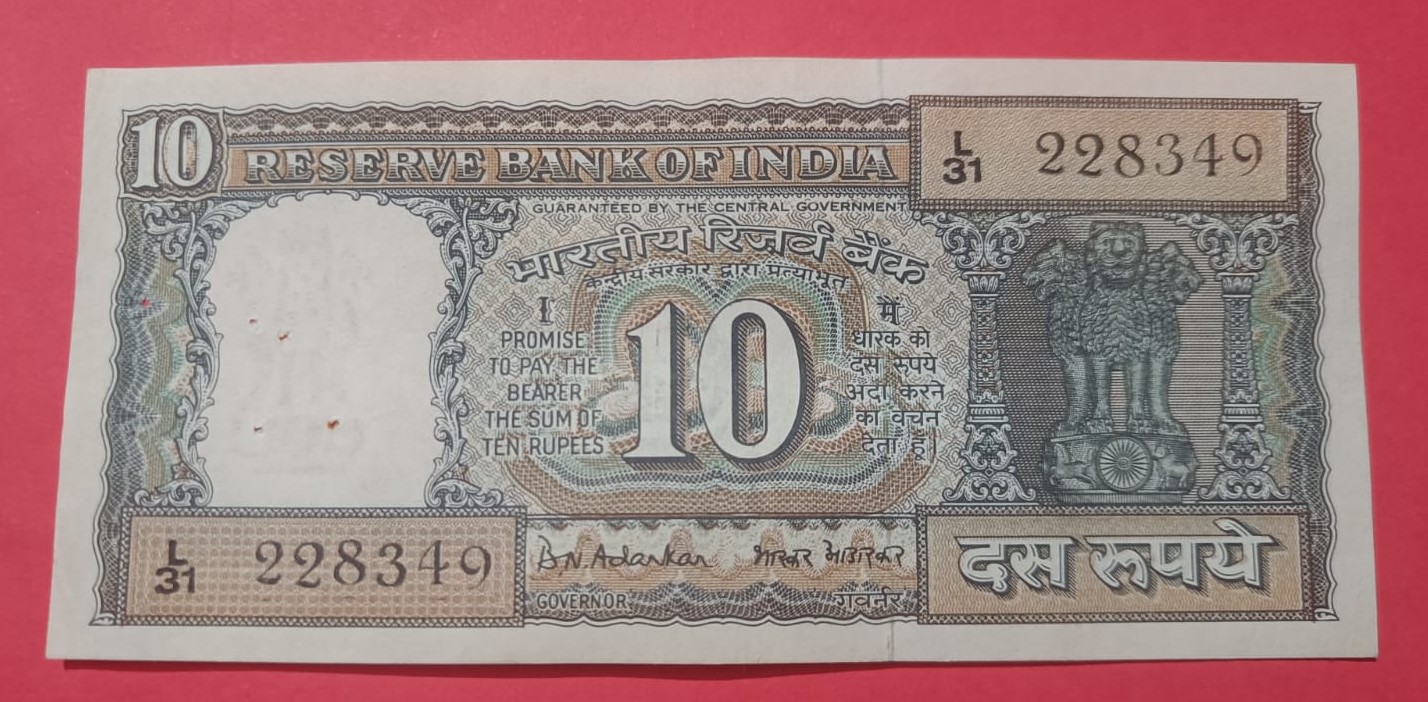 10
RESERVE BANK OF INDIA
L
31
228349
GUARANTEED BY THE CENTRAL GOVERNMENT
भारतीय रिज़र्व बैंक
केन्द्रीय सरकार द्वारा प्रत्याभूत
I
PROMISE
TO PAY THE
BEARER
THE SUM OF
TEN RUPEES
10
मैं
धारक को
दस रुपये
अदा करने
का वचन
देता हूं।
L
31
228349
B.N. Adarkar भास्कर आडारकर
GOVERNOR गवर्नर
दस रूपये